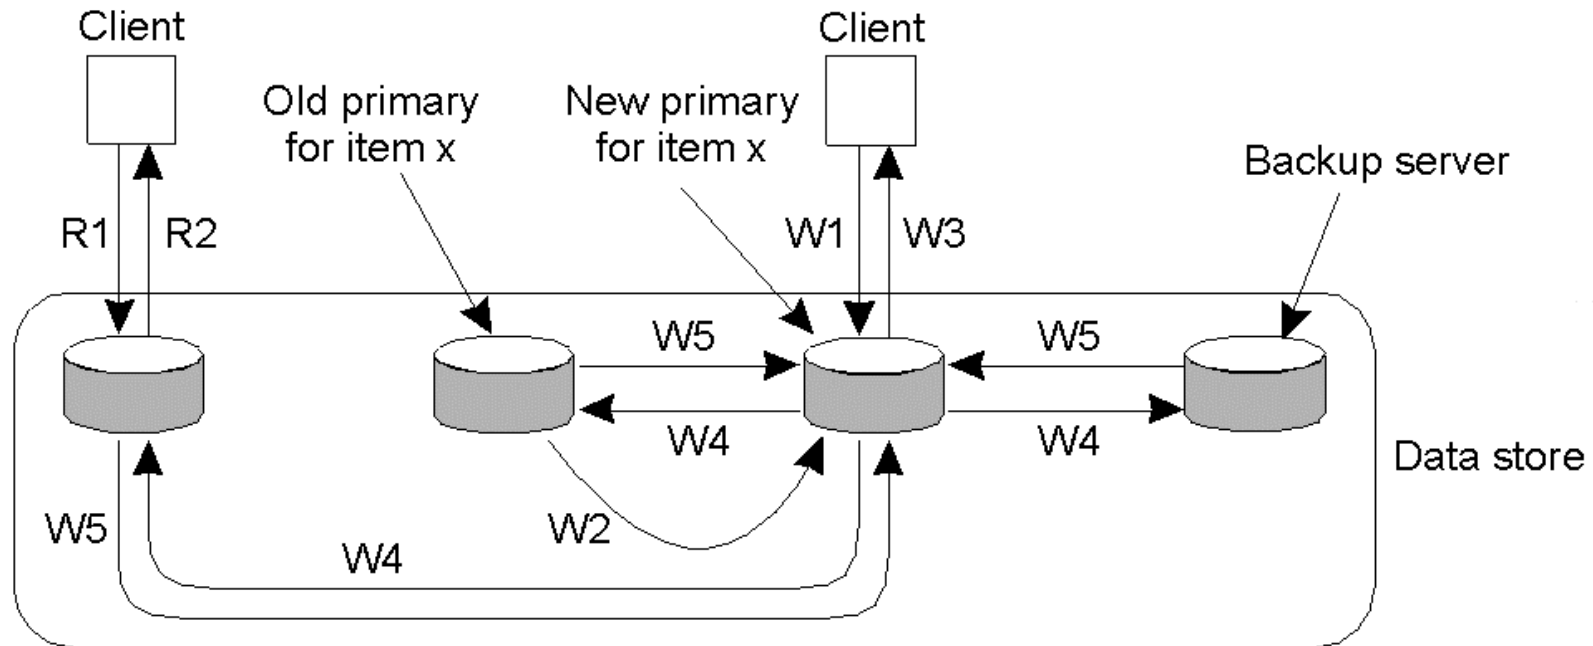 Client
Client
Old primary
for item x
New primary
for item x
Backup server
R1
R2
W1
W3
W5
W5
W4
W4
Data store
W5
W2
W4